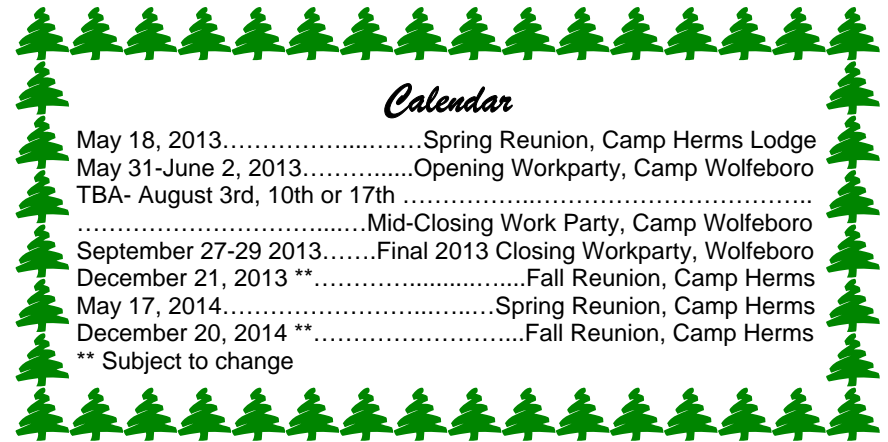 Calendar
May 18, 2013……………....….…Spring Reunion, Camp Herms Lodge
May 31-June 2, 2013………......Opening Workparty, Camp Wolfeboro
TBA- August 3rd, 10th or 17th ……………..……………………………..
…………………………....…Mid-Closing Work Party, Camp Wolfeboro
September 27-29 2013…….Final 2013 Closing Workparty, Wolfeboro
December 21, 2013 **………….........…....Fall Reunion, Camp Herms
May 17, 2014……………………...…..…Spring Reunion, Camp Herms
December 20, 2014 **……………………...Fall Reunion, Camp Herms
** Subject to change